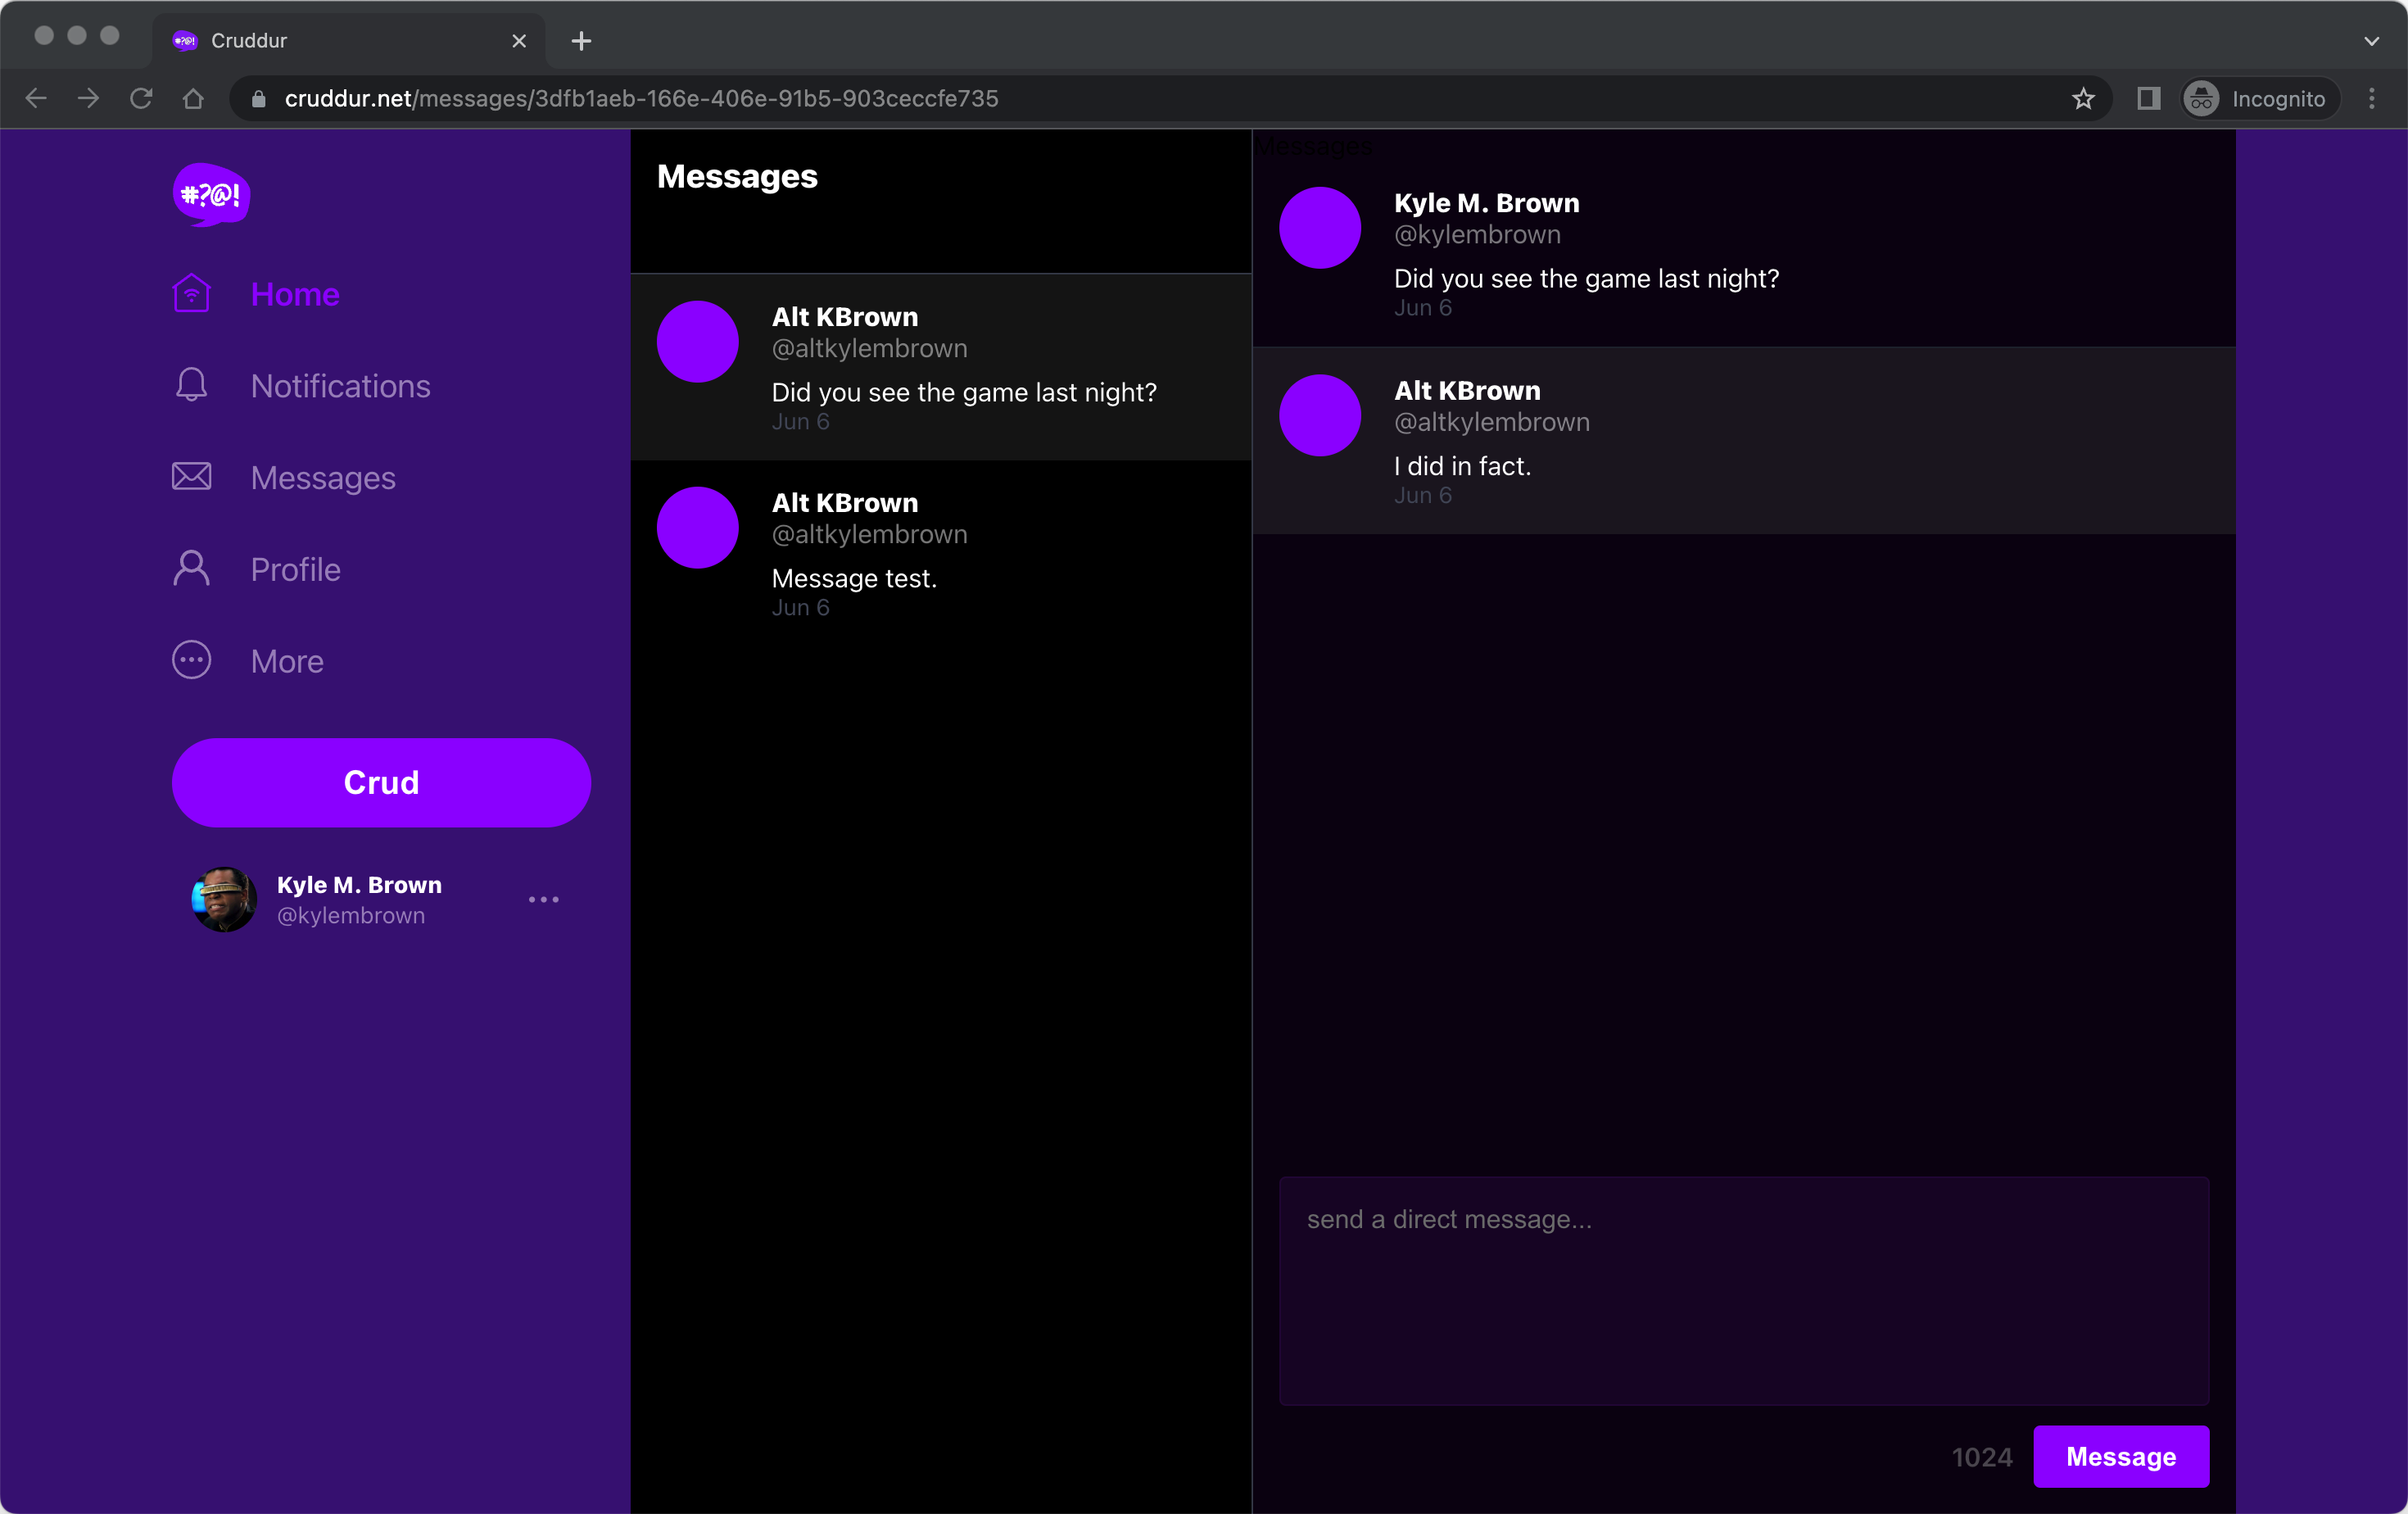 Cruddur
cruddur.net/messages/3dfb1aeb-166e-406e-91b5-903ceccfe735
Incognito
#?@!
Home
Notifications
Messages
Profile
More
Crud
Kyle M. Brown
@kylembrown
Messages
Alt KBrown
@altkylembrown
Did you see the game last night?
Jun 6
Alt KBrown
@altkylembrown
Message test.
Jun 6
Messages
Kyle M. Brown
@kylembrown
Did you see the game last night?
Jun 6
Alt KBrown
@altkylembrown
I did in fact.
Jun 6
send a direct message...
1024
Message